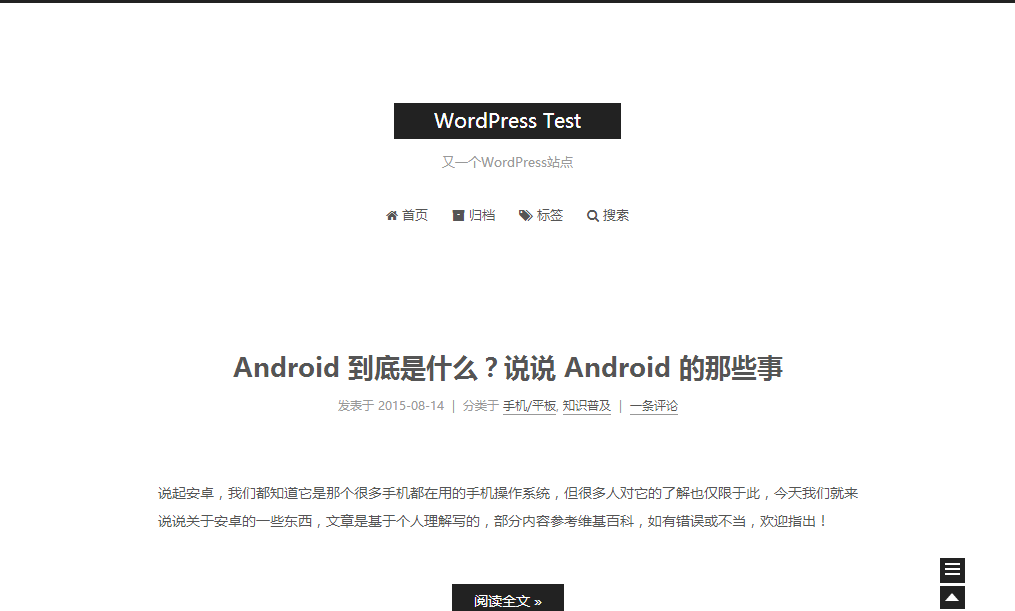 WordPress Test
又一个WordPress站点
首页 归档 标签 搜索
Android 到底是什么？说说 Android 的那些事
发表于 2015-08-14 | 分类于 手机/平板, 知识普及 | 一条评论
说起安卓，我们都知道它是那个很多手机都在用的手机操作系统，但很多人对它的了解也仅限于此，今天我们就来
说说关于安卓的一些东西，文章是基于个人理解写的，部分内容参考维基百科，如有错误或不当，欢迎指出！
阅读全文 »